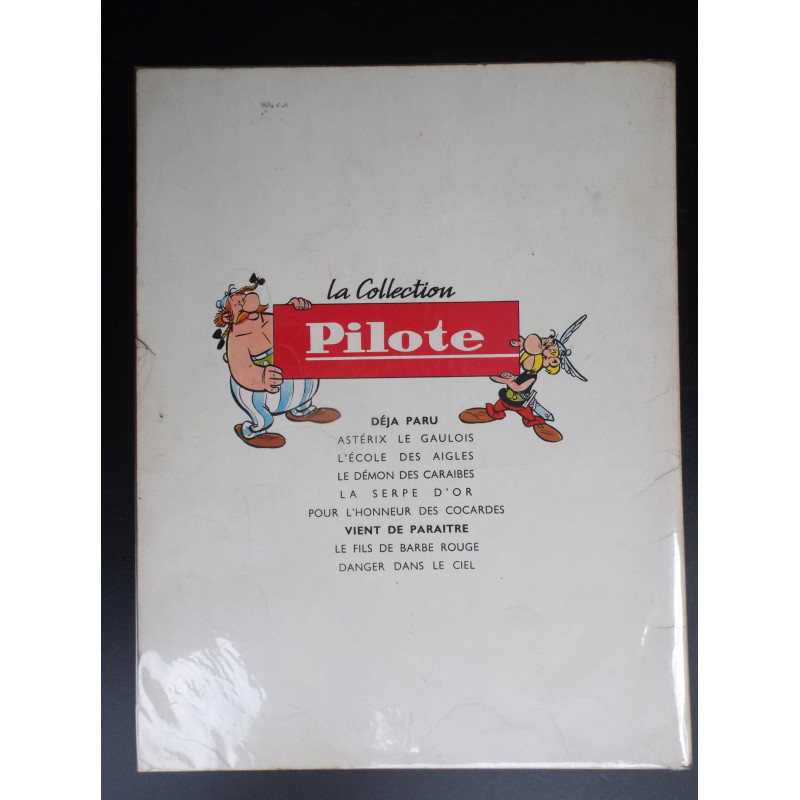 La Collection
Pilote
DÉJA PARU
ASTÉRIX LE GAULOIS
L'ÉCOLE DES AIGLES
LE DÉMON DES CARAIBES
LA SERPE D'OR
POUR L'HONNEUR DES COCARDES
VIENT DE PARAITRE
LE FILS DE BARBE ROUGE
DANGER DANS LE CIEL